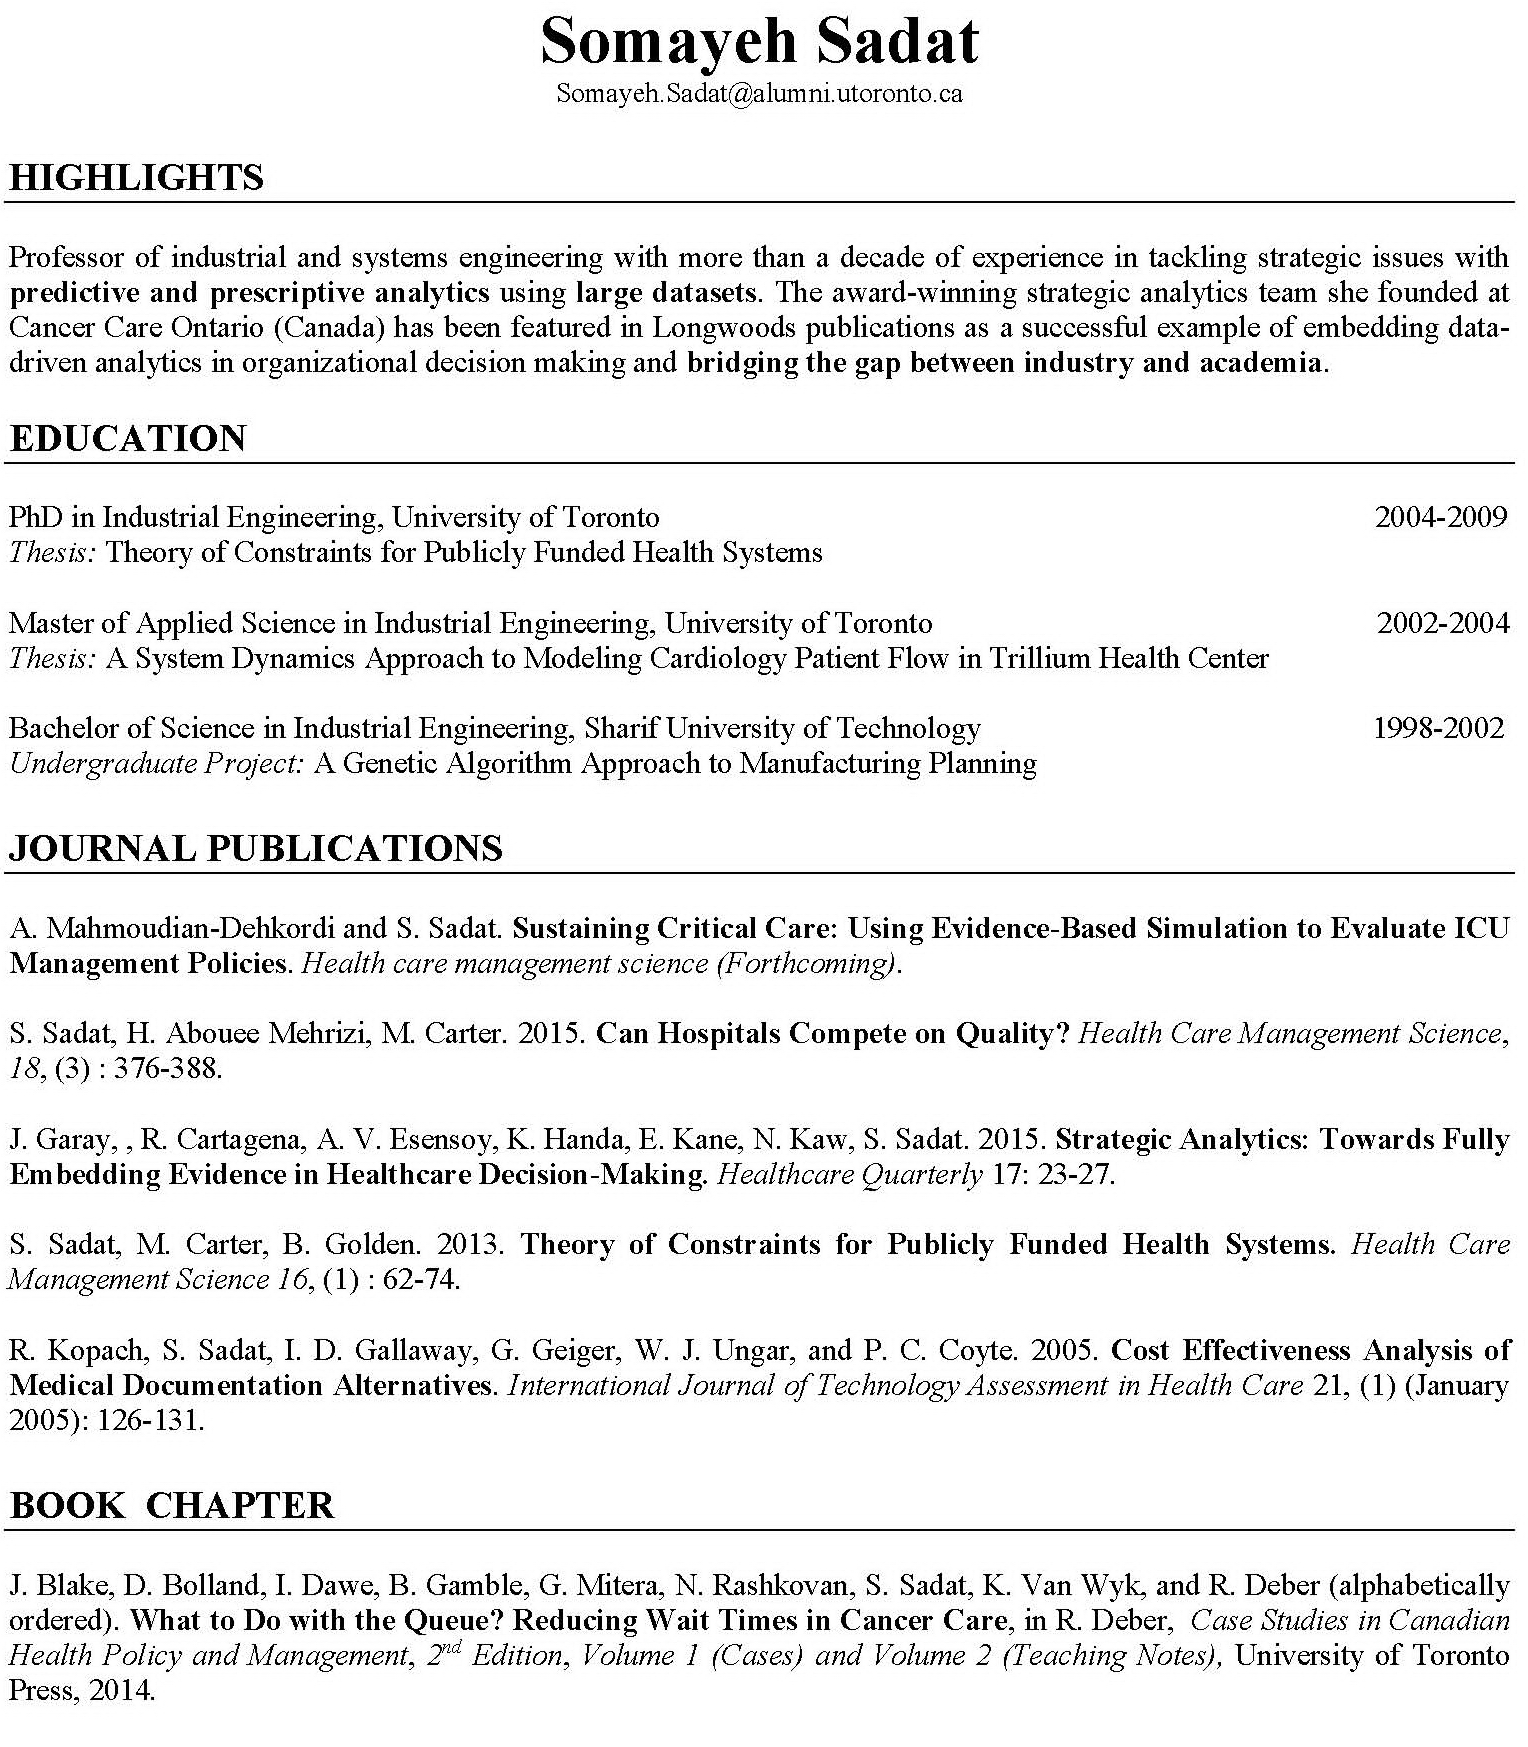 Somayeh Sadat
Somayeh.Sadat@alumni.utoronto.ca
HIGHLIGHTS
Professor of industrial and systems engineering with more than a decade of experience in tackling strategic issues with
predictive and prescriptive analytics using large datasets. The award-winning strategic analytics team she founded at
Cancer Care Ontario (Canada) has been featured in Longwoods publications as a successful example of embedding data-
driven analytics in organizational decision making and bridging the gap between industry and academia.
EDUCATION
PhD in Industrial Engineering, University of Toronto 2004-2009
Thesis: Theory of Constraints for Publicly Funded Health Systems
Master of Applied Science in Industrial Engineering, University of Toronto 2002-2004
Thesis: A System Dynamics Approach to Modeling Cardiology Patient Flow in Trillium Health Center
Bachelor of Science in Industrial Engineering, Sharif University of Technology 1998-2002
Undergraduate Project: A Genetic Algorithm Approach to Manufacturing Planning
JOURNAL PUBLICATIONS
A. Mahmoudian-Dehkordi and S. Sadat. Sustaining Critical Care: Using Evidence-Based Simulation to Evaluate ICU
Management Policies. Health care management science (Forthcoming).
S. Sadat, H. Abouee Mehrizi, M. Carter. 2015. Can Hospitals Compete on Quality? Health Care Management Science,
18, (3) : 376-388.
J. Garay, , R. Cartagena, A. V. Esensoy, K. Handa, E. Kane, N. Kaw, S. Sadat. 2015. Strategic Analytics: Towards Fully
Embedding Evidence in Healthcare Decision-Making. Healthcare Quarterly 17: 23-27.
S. Sadat, M. Carter, B. Golden. 2013. Theory of Constraints for Publicly Funded Health Systems. Health Care
Management Science 16, (1) : 62-74.
R. Kopach, S. Sadat, I. D. Gallaway, G. Geiger, W. J. Ungar, and P. C. Coyte. 2005. Cost Effectiveness Analysis of
Medical Documentation Alternatives. International Journal of Technology Assessment in Health Care 21, (1) (January
2005): 126-131.
BOOK CHAPTER
J. Blake, D. Bolland, I. Dawe, B. Gamble, G. Mitera, N. Rashkovan, S. Sadat, K. Van Wyk, and R. Deber (alphabetically
ordered). What to Do with the Queue? Reducing Wait Times in Cancer Care, in R. Deber, Case Studies in Canadian
Health Policy and Management, 2nd Edition, Volume 1 (Cases) and Volume 2 (Teaching Notes), University of Toronto
Press, 2014.